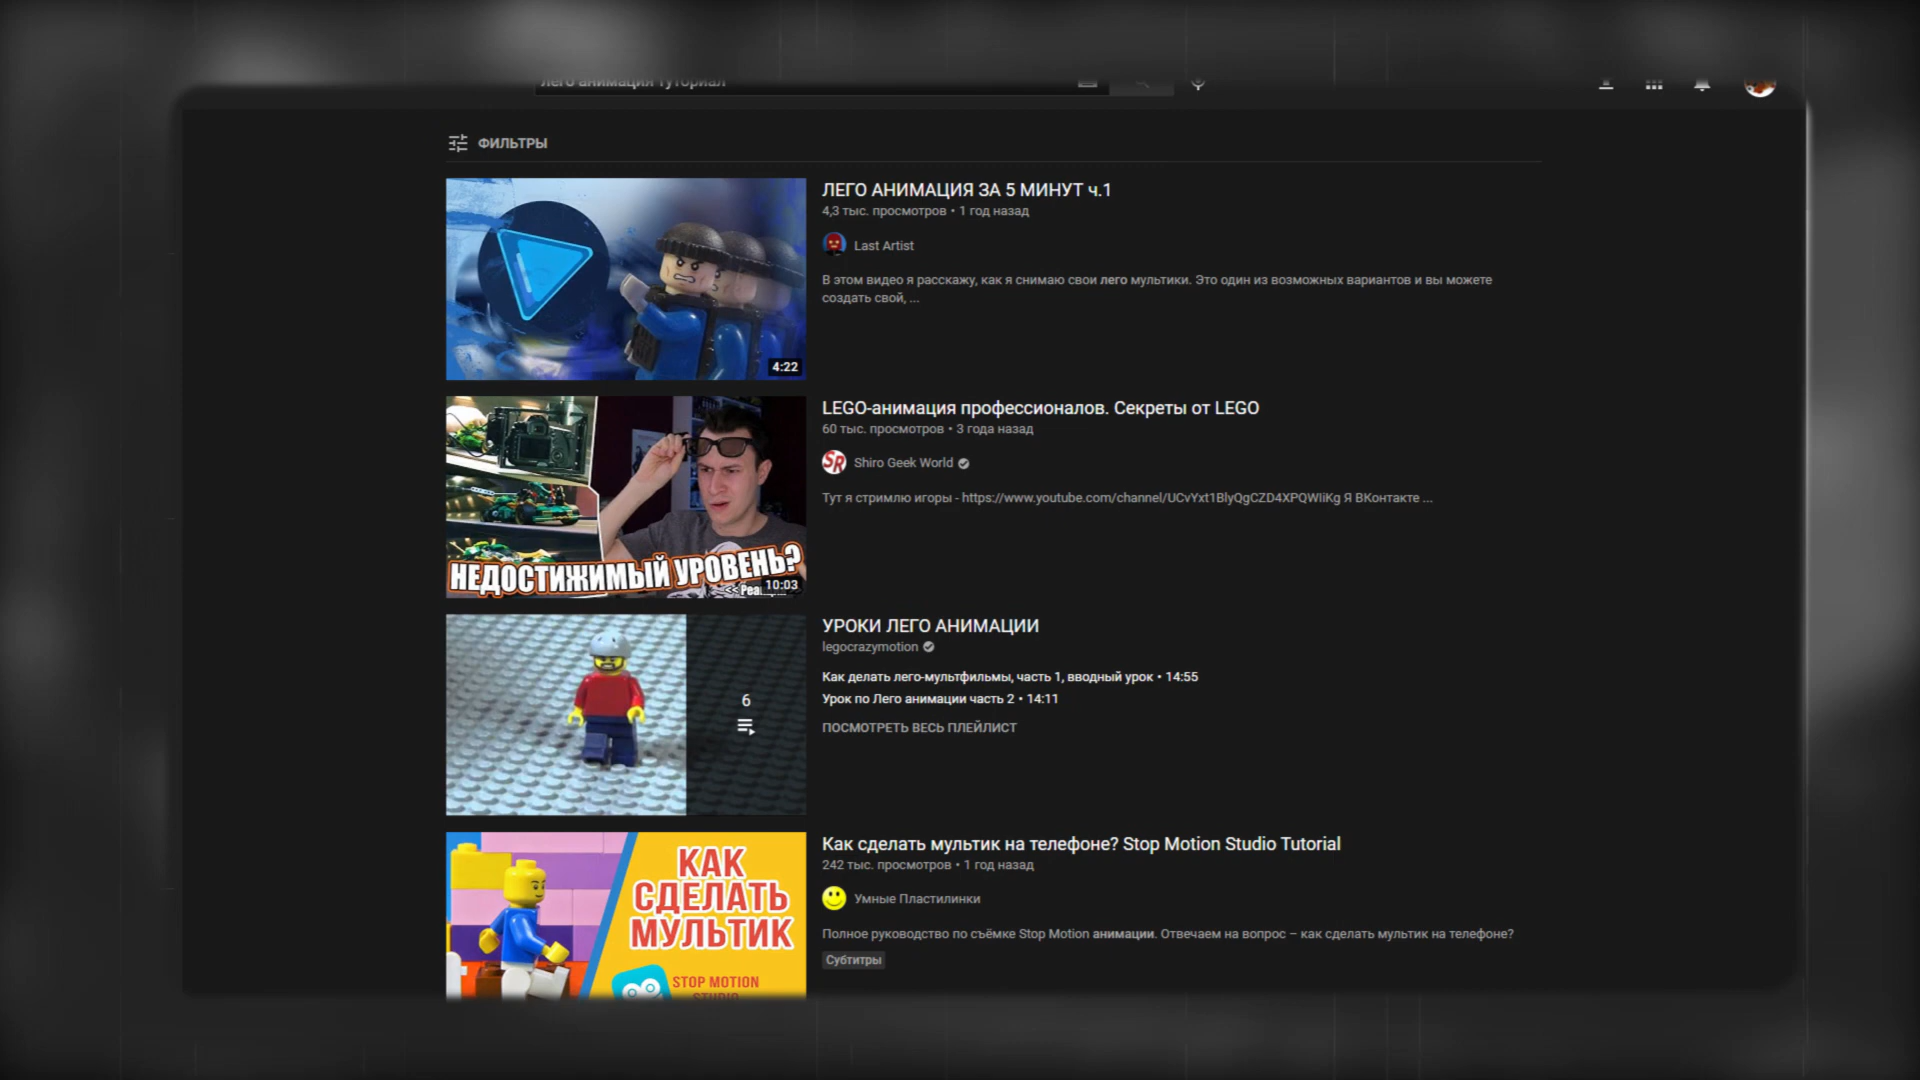 лего анимация туториал
ФИЛЬТРЫ
ЛЕГО АНИМАЦИЯ ЗА 5 МИНУТ ч.1
4,3 тыс. просмотров • 1 год назад
Last Artist
В этом видео я расскажу, как я снимаю свои лего мультики. Это один из возможных вариантов и вы можете
создать свой, ...
4:22
LEGO-анимация профессионалов. Секреты от LEGO
60 тыс. просмотров • 3 года назад
SR
Shiro Geek World
Тут я стримлю игоры - https://www.youtube.com/channel/UCvYxt1BlyQgCZD4XPQWIiKg Я ВКонтакте ...
НЕДОСТИЖИМЫЙ УРОВЕНЬ?
10:03
УРОКИ ЛЕГО АНИМАЦИИ
legocrazymotion
Как делать лего-мультфильмы, часть 1, вводный урок • 14:55
Урок по Лего анимации часть 2 • 14:11
ПОСМОТРЕТЬ ВЕСЬ ПЛЕЙЛИСТ
6
Как сделать мультик на телефоне? Stop Motion Studio Tutorial
242 тыс. просмотров • 1 год назад
Умные Пластилинки
Полное руководство по съёмке Stop Motion анимации. Отвечаем на вопрос – как сделать мультик на телефоне?
Субтитры
КАК
СДЕЛАТЬ
МУЛЬТИК
STOP MOTION
STUDIO